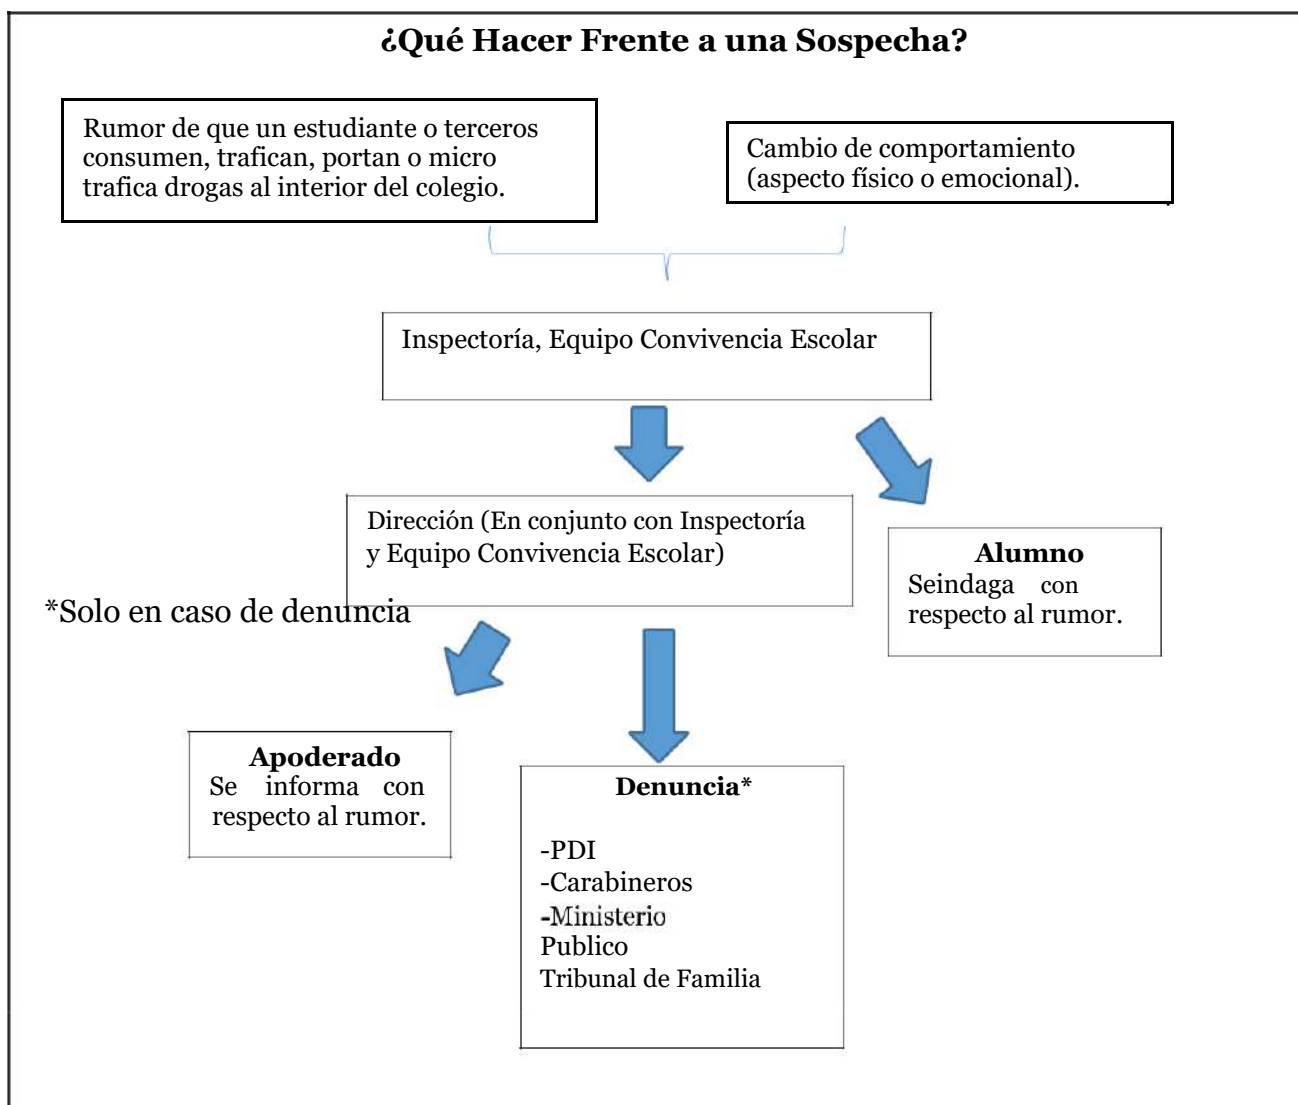 ¿Qué Hacer Frente a una Sospecha?
Rumor de que un estudiante o terceros
consumen, trafican, portan o micro
trafica drogas al interior del colegio.
Cambio de comportamiento
(aspecto físico o emocional).
Inspectoría, Equipo Convivencia Escolar
Dirección (En conjunto con Inspectoría
y Equipo Convivencia Escolar)
Alumno
Seindaga con
respecto al rumor.
*Solo en caso de denuncia
Apoderado
Se informa con
respecto al rumor.
Denuncia*
-PDI
-Carabineros
-Ministerio
Publico
Tribunal de Familia